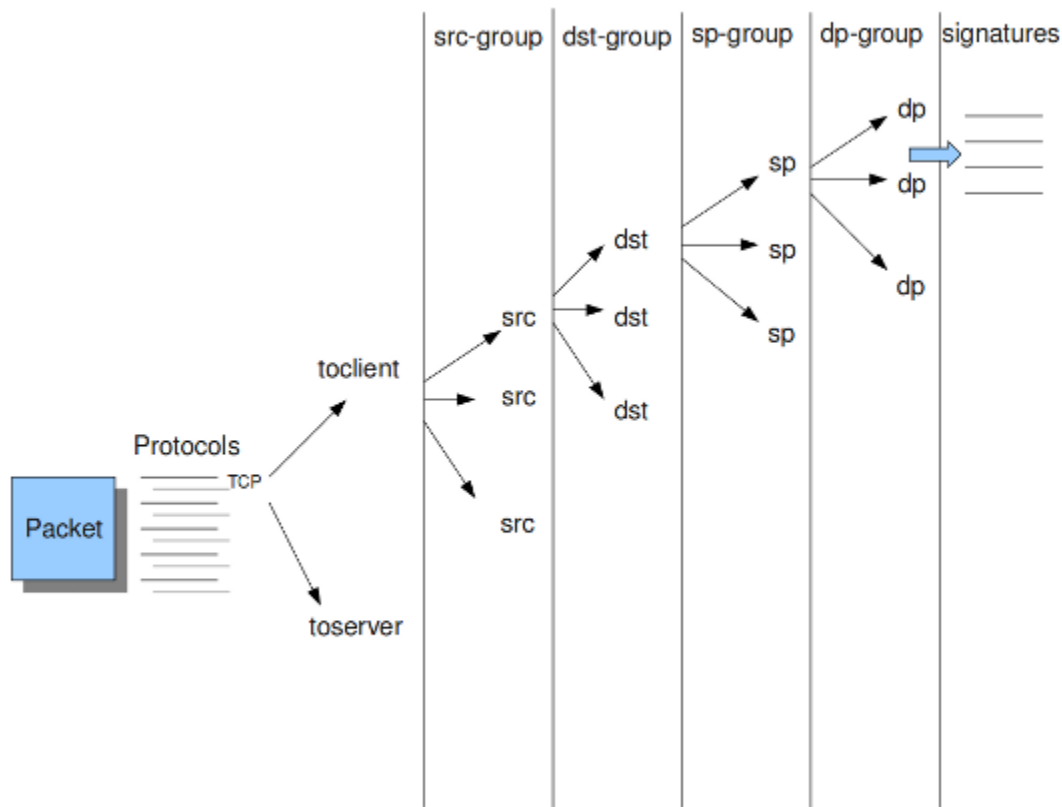 src-group dst-group sp-group dp-group signatures
dp
sp
dp
dst
sp
dp
src
dst
sp
toclient
src
dst
Protocols
TCP
Packet
src
toserver